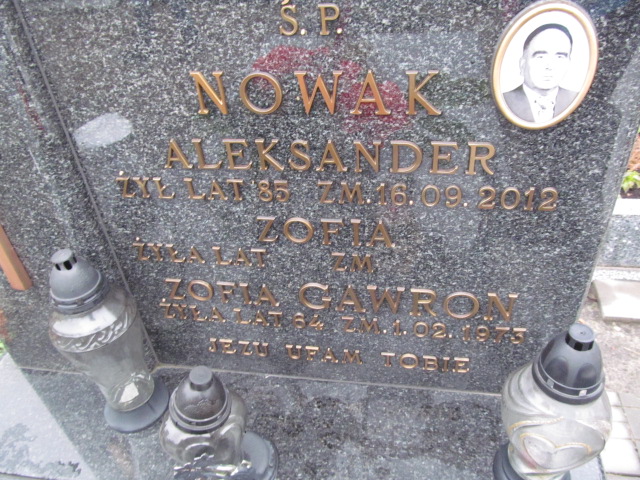 Ś. P.
NOWAK
ALEKSANDER
ŻYŁ LAT 85 ZM. 16.09.2012
ZOFIA
ŻYŁA LAT ZM
ZOFIA GAWRON
ŻYŁA LAT 64 ZM. 1.02.1975
JEZU UFAM TOBIE